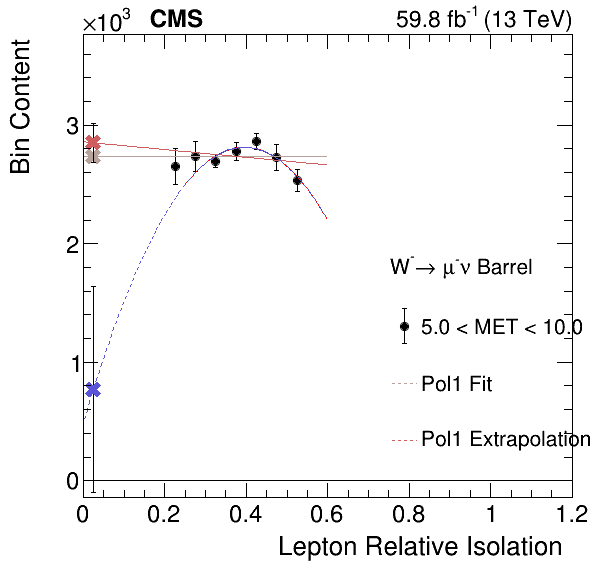 ×10³ CMS 59.8 fb⁻¹ (13 TeV)
Bin Content
3
2
1
0
W⁻→ μ⁻ν Barrel
5.0 < MET < 10.0
Pol1 Fit
Pol1 Extrapolation
0 0.2 0.4 0.6 0.8 1 1.2
Lepton Relative Isolation